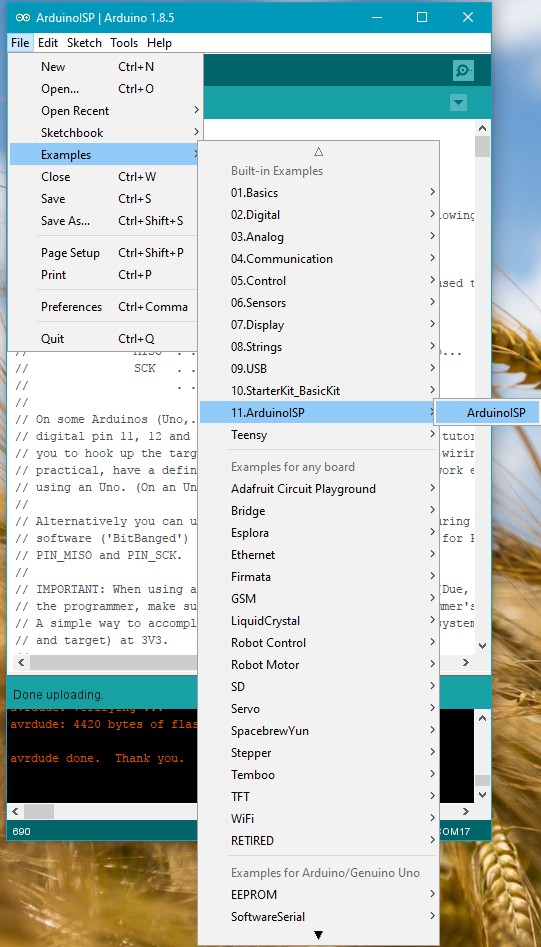 ArduinoISP | Arduino 1.8.5
File Edit Sketch Tools Help
New Ctrl+N
Open... Ctrl+O
Open Recent
Sketchbook
Examples
Close Ctrl+W
Save Ctrl+S
Save As... Ctrl+Shift+S
Page Setup Ctrl+Shift+P
Print Ctrl+P
Preferences Ctrl+Comma
Quit Ctrl+Q
Built-in Examples
01.Basics
02.Digital
03.Analog
04.Communication
05.Control
06.Sensors
07.Display
08.Strings
09.USB
10.StarterKit_BasicKit
11.ArduinoISP
ArduinoISP
Teensy
Examples for any board
Adafruit Circuit Playground
Bridge
Esplora
Ethernet
Firmata
GSM
LiquidCrystal
Robot Control
Robot Motor
SD
Servo
SpacebrewYun
Stepper
Temboo
TFT
WiFi
RETIRED
Examples for Arduino/Genuino Uno
EEPROM
SoftwareSerial
lowing
used t
// MISO . . ...
// SCK . .
// . .
//
// On some Arduinos (Uno,.
// digital pin 11, 12 and tutor
// you to hook up the targ wiring
// practical, have a defin work e
// using an Uno. (On an Un
//
// Alternatively you can u uring
// software ('BitBanged') for P
// PIN_MISO and PIN_SCK.
//
// IMPORTANT: When using a (Due,
// the programmer, make su mmer's
// A simple way to accompl system
// and target) at 3V3.
Done uploading.
avrdude: verifying ...
avrdude: 4420 bytes of flas
avrdude done. Thank you.
690 COM17